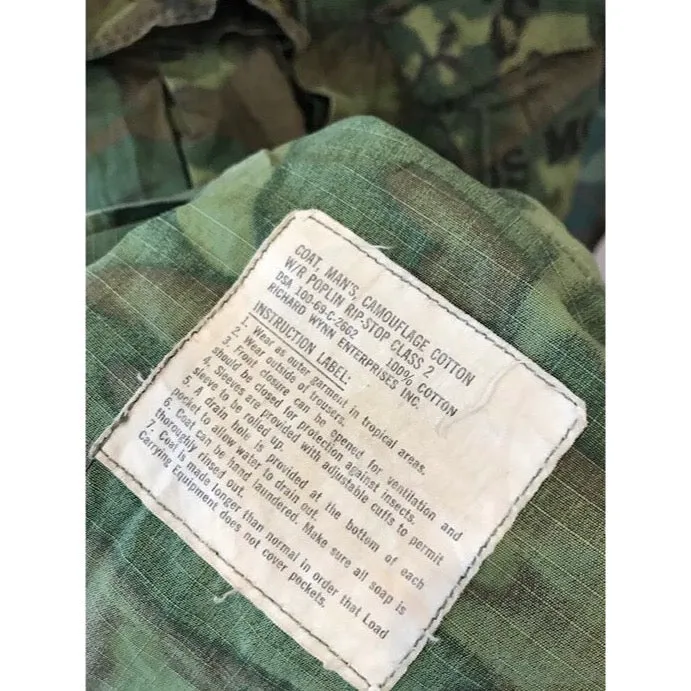 COAT, MAN'S, CAMOUFLAGE COTTON
W/R POPLIN RIP-STOP CLASS 2
DSA 100-69-C-2662 100% COTTON
RICHARD WYNN ENTERPRISES INC.
INSTRUCTION LABEL:
1. Wear as outer garment in tropical areas.
2. Wear outside of trousers.
3. Front closure can be opened for ventilation and
should be closed for protection against insects.
4. Sleeves are provided with adjustable cuffs to permit
sleeve to be rolled up
5. A drain hole is provided at the bottom of each
pocket to allow water to drain out.
6. Coat can be hand laundered. Make sure all soap is
thoroughly rinsed out.
7. Coat is made longer than normal in order that Load
Carrying Equipment does not cover pockets.